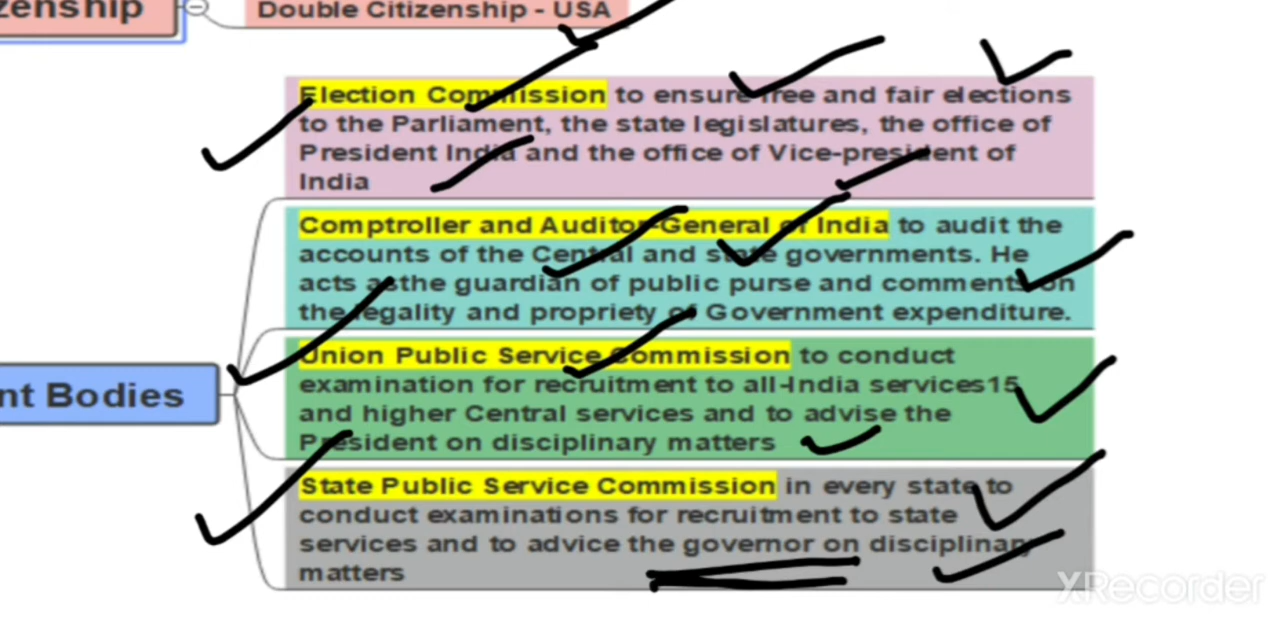 zenship
Double Citizenship - USA
Election Commission to ensure free and fair elections
to the Parliament, the state legislatures, the office of
President India and the office of Vice-president of
India
Comptroller and Auditor-General of India to audit the
accounts of the Central and state governments. He
acts as the guardian of public purse and comments on
the legality and propriety of Government expenditure.
nt Bodies
Union Public Service Commission to conduct
examination for recruitment to all-India services15
and higher Central services and to advise the
President on disciplinary matters
State Public Service Commission in every state to
conduct examinations for recruitment to state
services and to advice the governor on disciplinary
matters
XRecorder